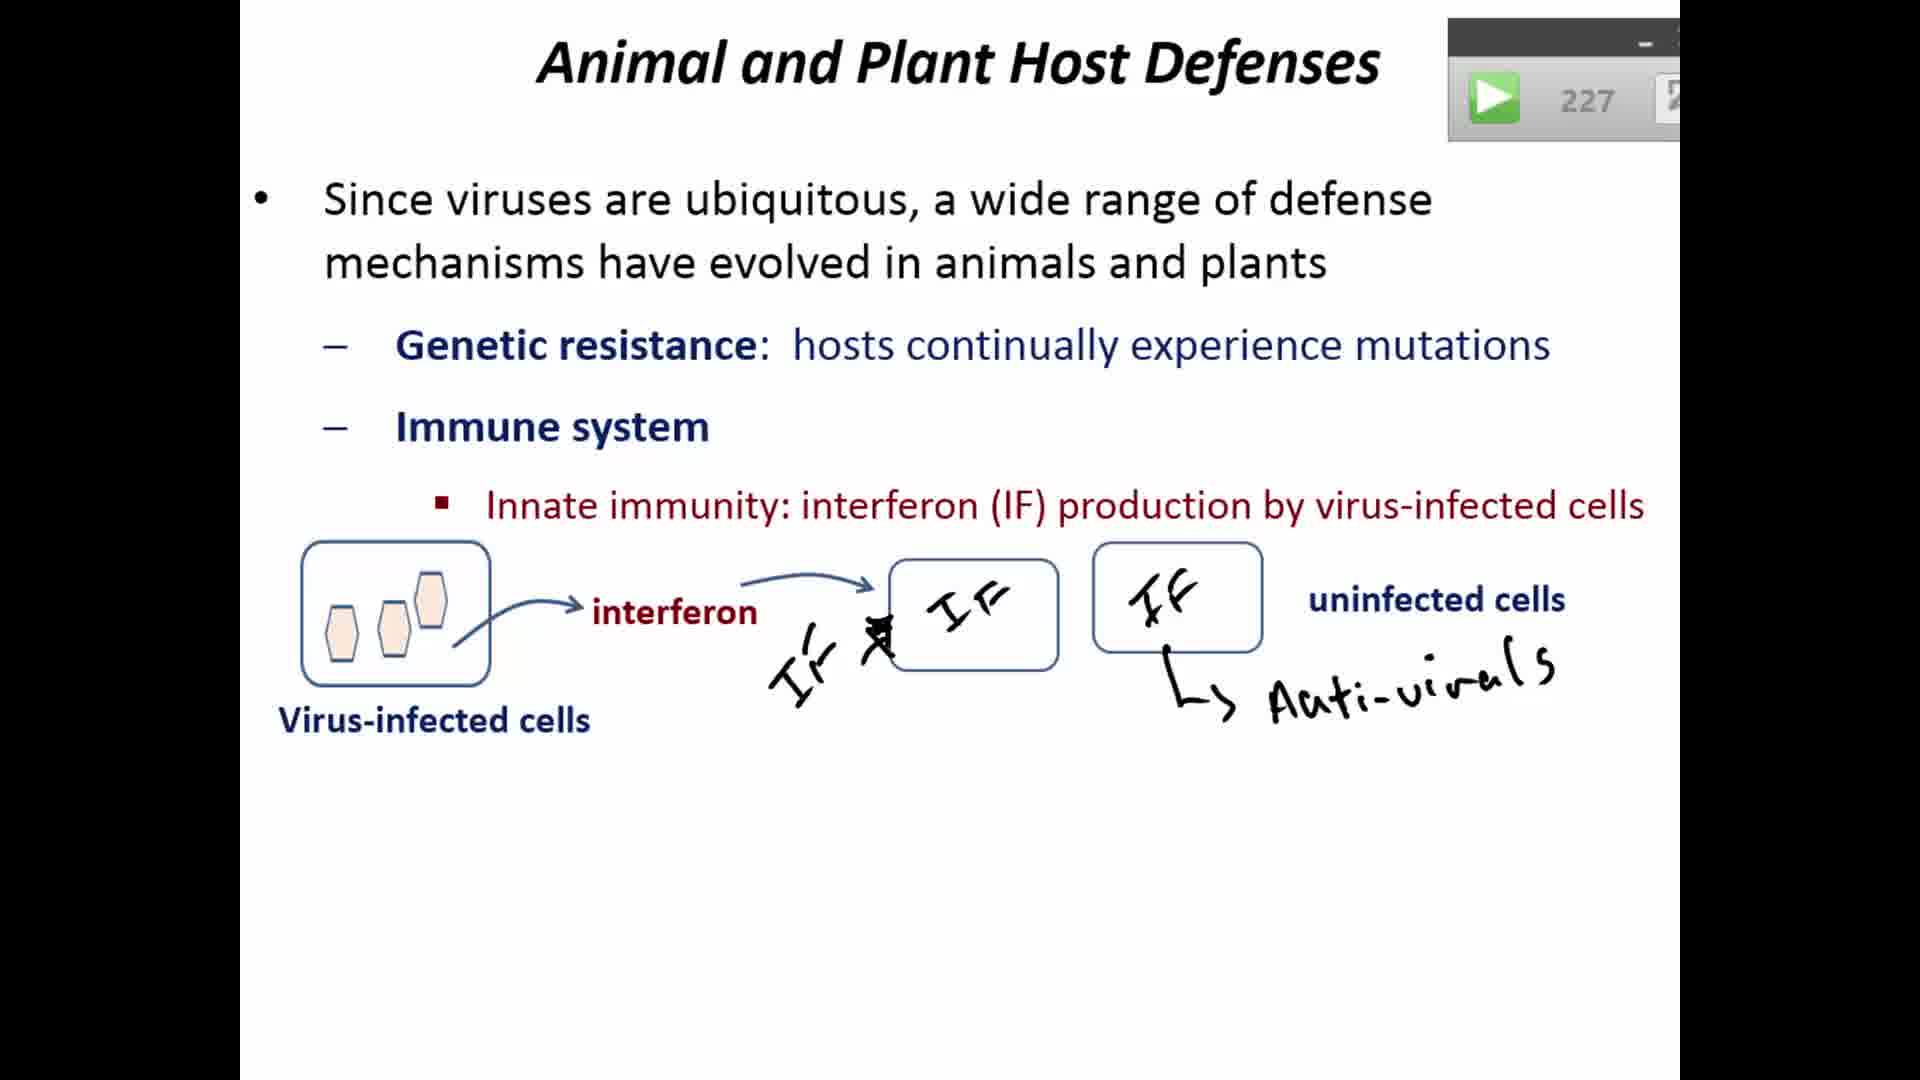 Animal and Plant Host Defenses
227
• Since viruses are ubiquitous, a wide range of defense
mechanisms have evolved in animals and plants
– Genetic resistance: hosts continually experience mutations
– Immune system
▪ Innate immunity: interferon (IF) production by virus-infected cells
interferon
IF
IF
IF
uninfected cells
Anti-virals
Virus-infected cells